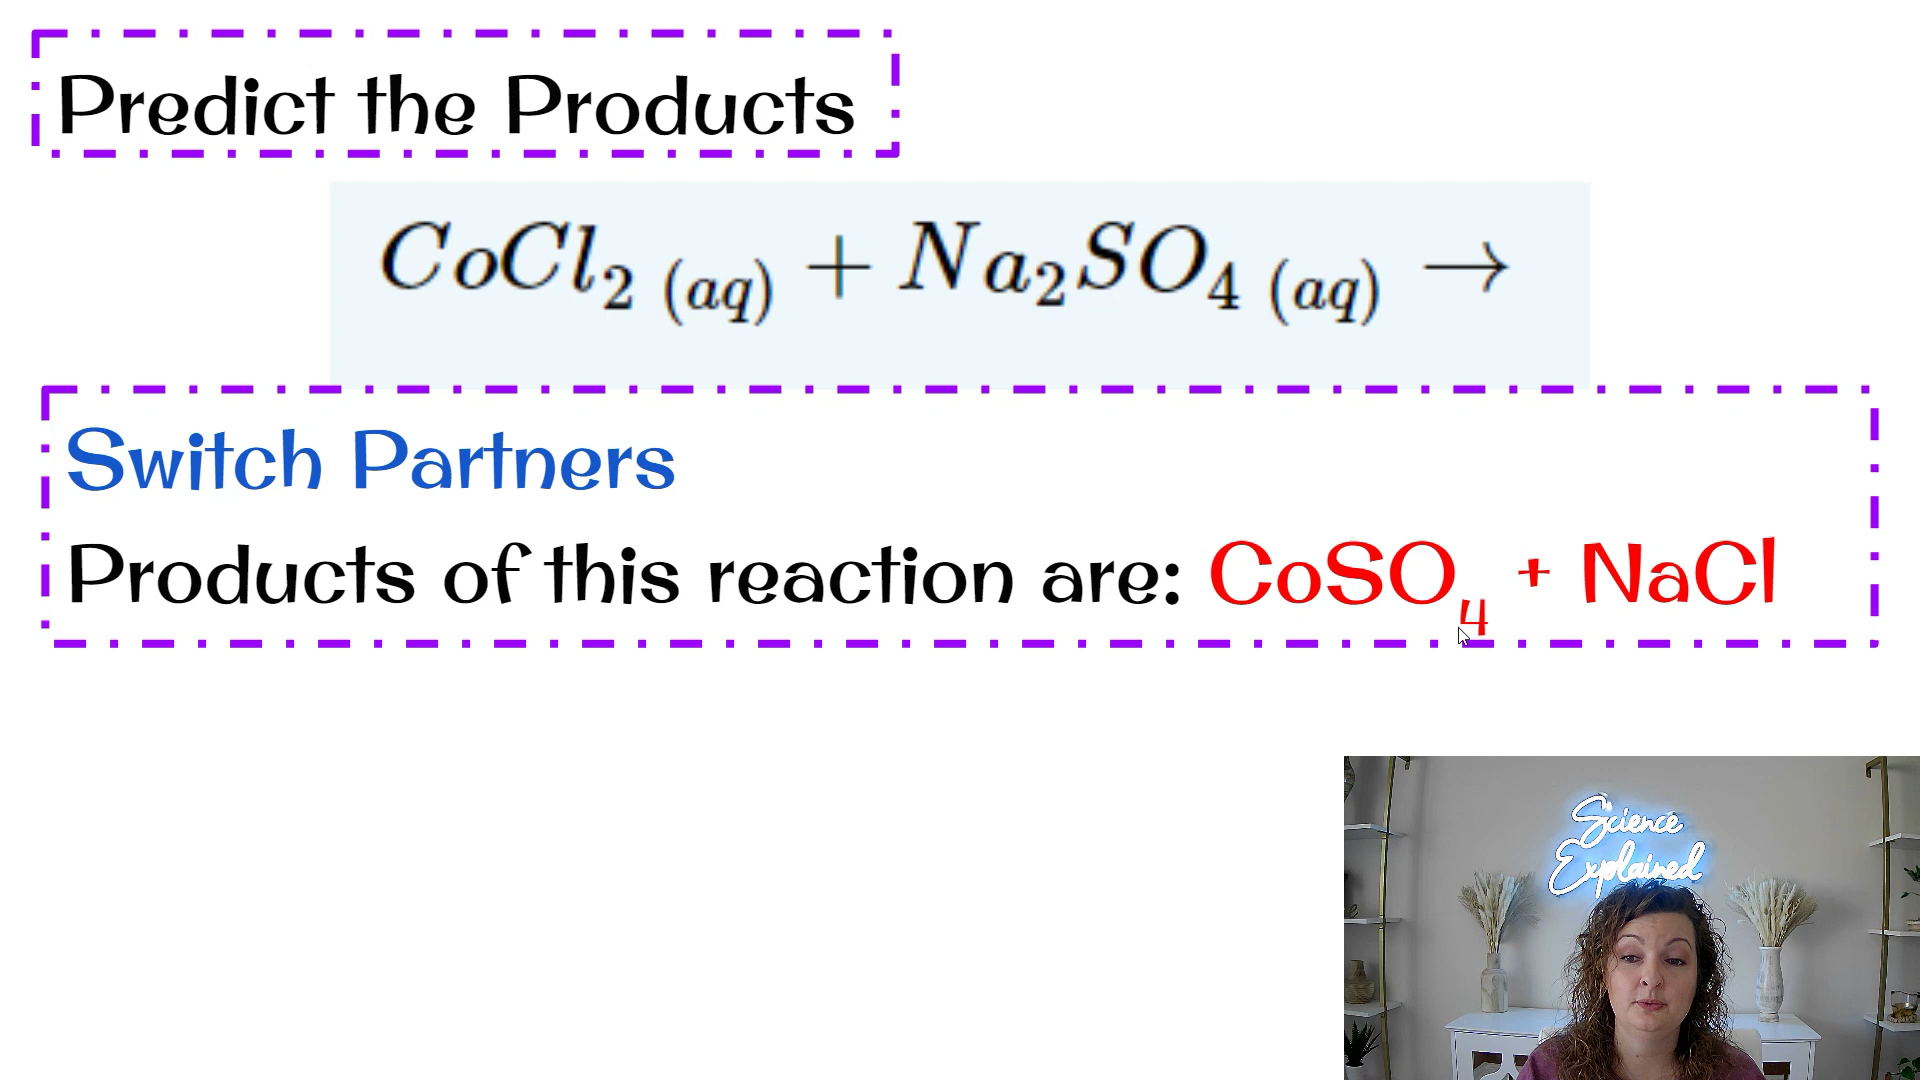 Predict the Products
CoCl₂ (aq) + Na₂SO₄ (aq) →
Switch Partners
Products of this reaction are: CoSO₄ + NaCl
Science
Explained